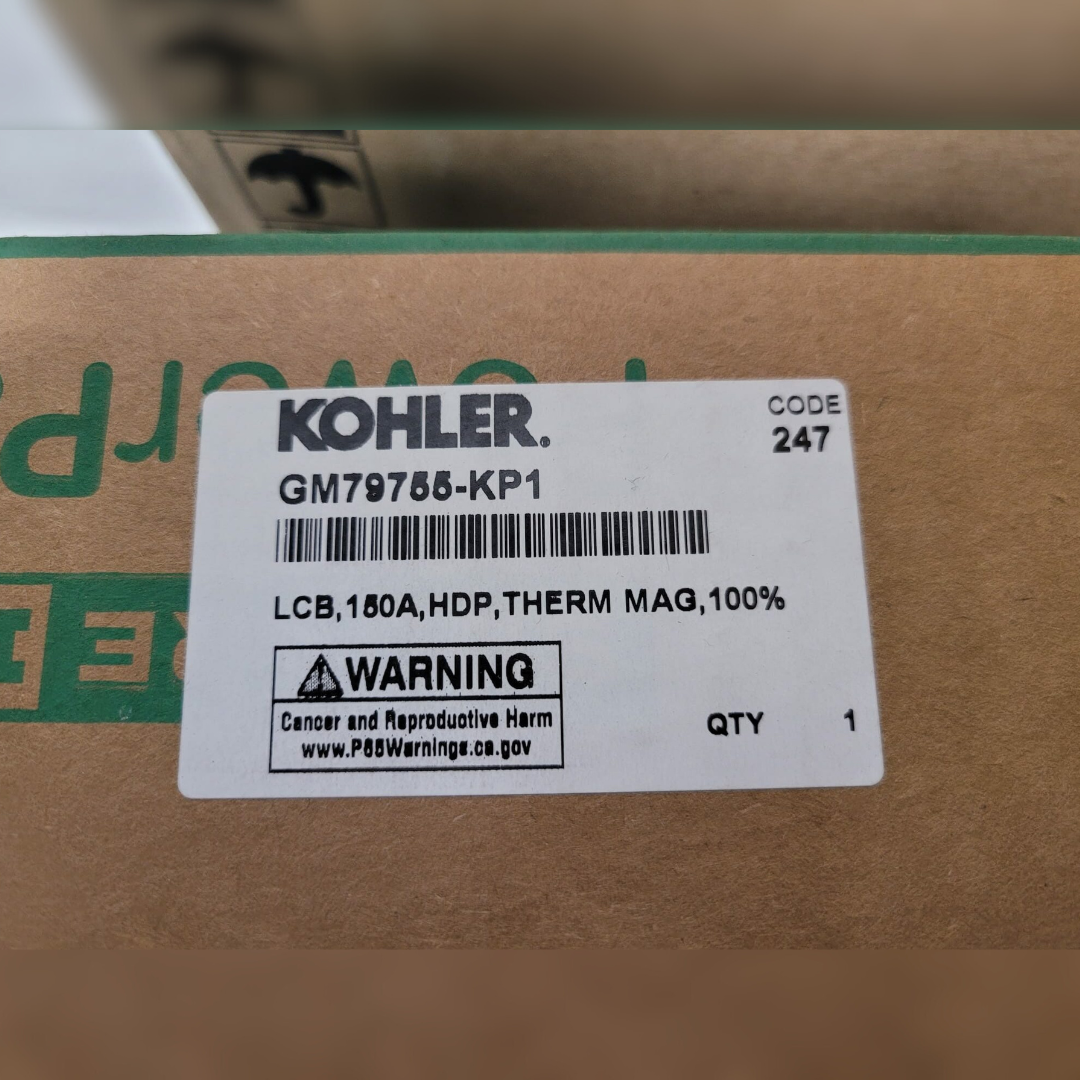 KOHLER.
CODE
247
GM79755-KP1
LCB,150A,HDP,THERM MAG,100%
WARNING
Cancer and Reproductive Harm
www.P65Warnings.ca.gov
QTY 1